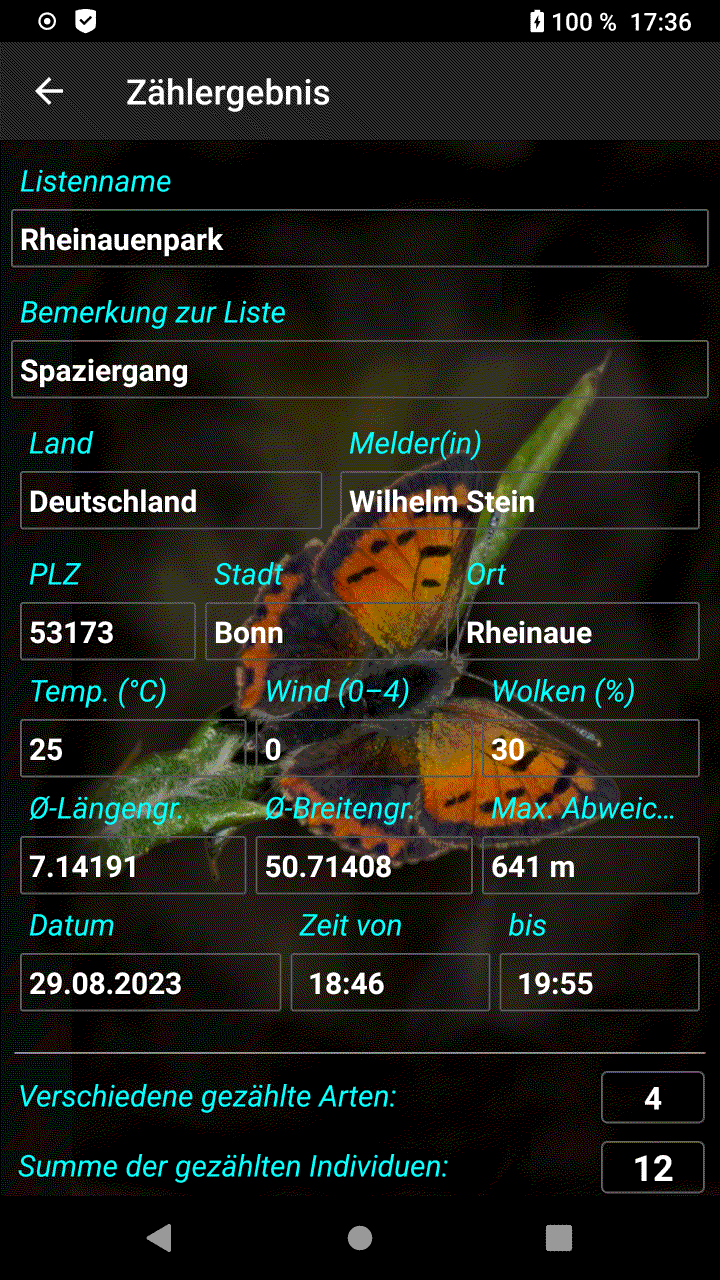 100 % 17:36
Zählergebnis
Listenname
Rheinauenpark
Bemerkung zur Liste
Spaziergang
Land Melder(in)
Deutschland Wilhelm Stein
PLZ Stadt Ort
53173 Bonn Rheinaue
Temp. (°C) Wind (0–4) Wolken (%)
25 0 30
Ø-Längengr. Ø-Breitengr. Max. Abweic…
7.14191 50.71408 641 m
Datum Zeit von bis
29.08.2023 18:46 19:55
Verschiedene gezählte Arten: 4
Summe der gezählten Individuen: 12